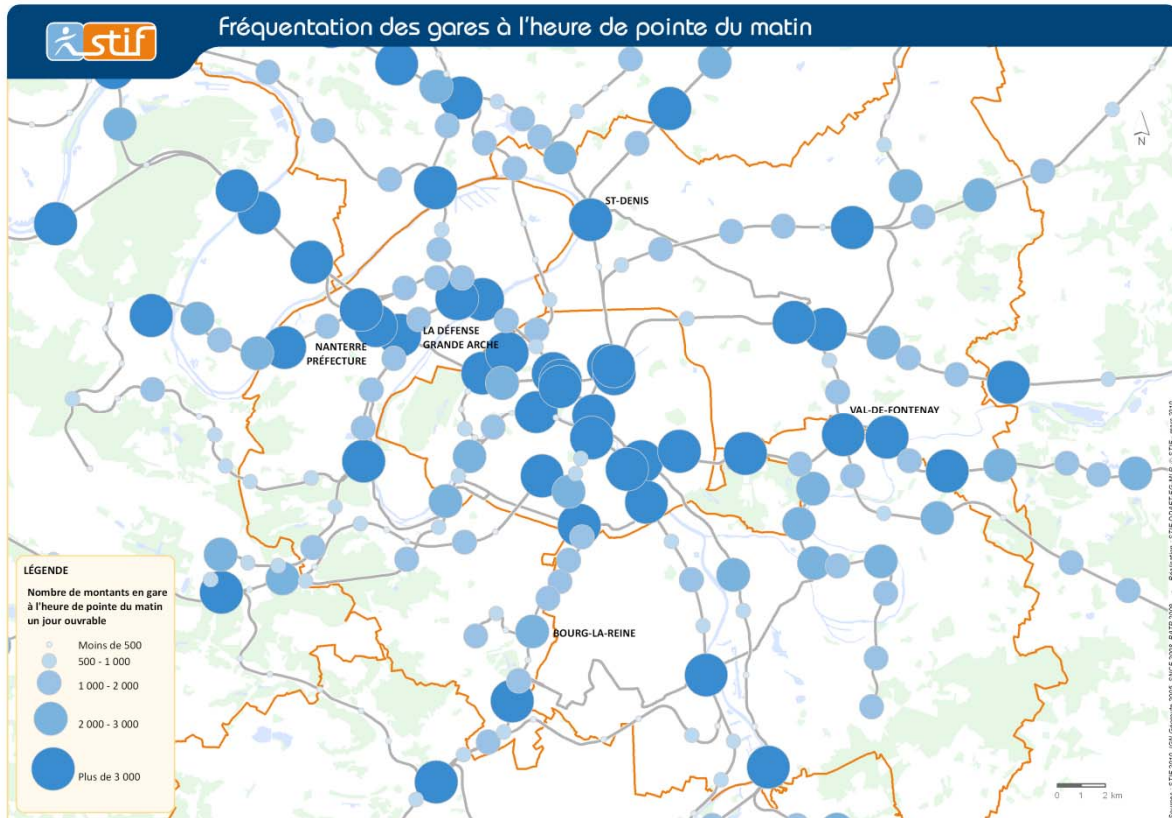 stif
Fréquentation des gares à l'heure de pointe du matin
N
ST-DENIS
LA DÉFENSE
GRANDE ARCHE
NANTERRE
PRÉFECTURE
VAL-DE-FONTENAY
BOURG-LA-REINE
LÉGENDE
Nombre de montants en gare
à l'heure de pointe du matin
un jour ouvrable
Moins de 500
500 - 1 000
1 000 - 2 000
2 000 - 3 000
Plus de 3 000
0 1 2 km